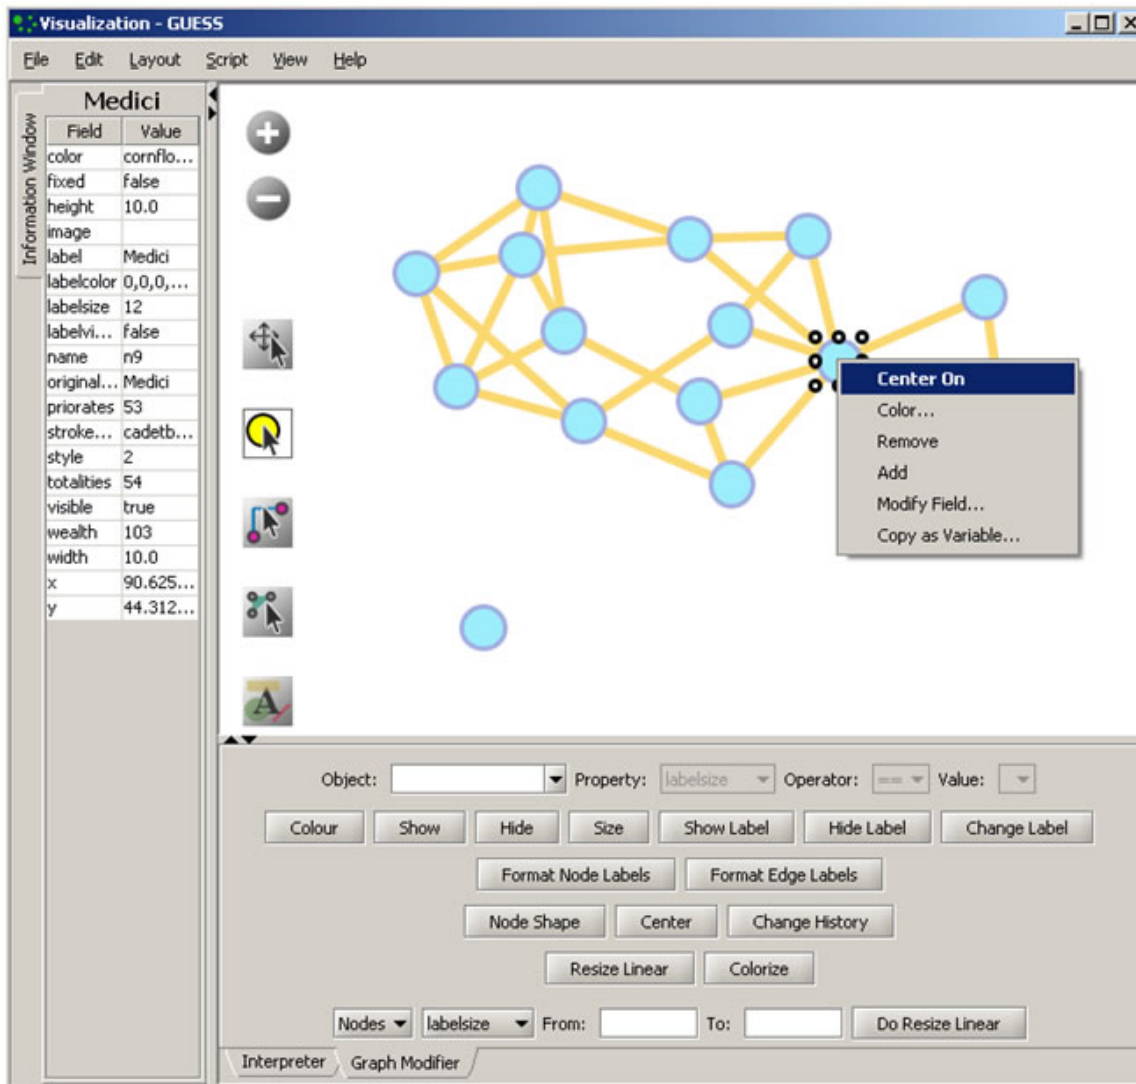 Visualization - GUESS
File Edit Layout Script View Help
Information Window
Medici
Field Value
color cornflo...
fixed false
height 10.0
image
label Medici
labelcolor 0,0,0,...
labelsize 12
labelvi... false
name n9
original... Medici
priorates 53
stroke... cadetb...
style 2
totalities 54
visible true
wealth 103
width 10.0
x 90.625...
y 44.312...
A
Center On
Color...
Remove
Add
Modify Field...
Copy as Variable...
Object: Property: labelsize Operator: == Value:
Colour Show Hide Size Show Label Hide Label Change Label
Format Node Labels Format Edge Labels
Node Shape Center Change History
Resize Linear Colorize
Nodes labelsize From: To: Do Resize Linear
Interpreter Graph Modifier